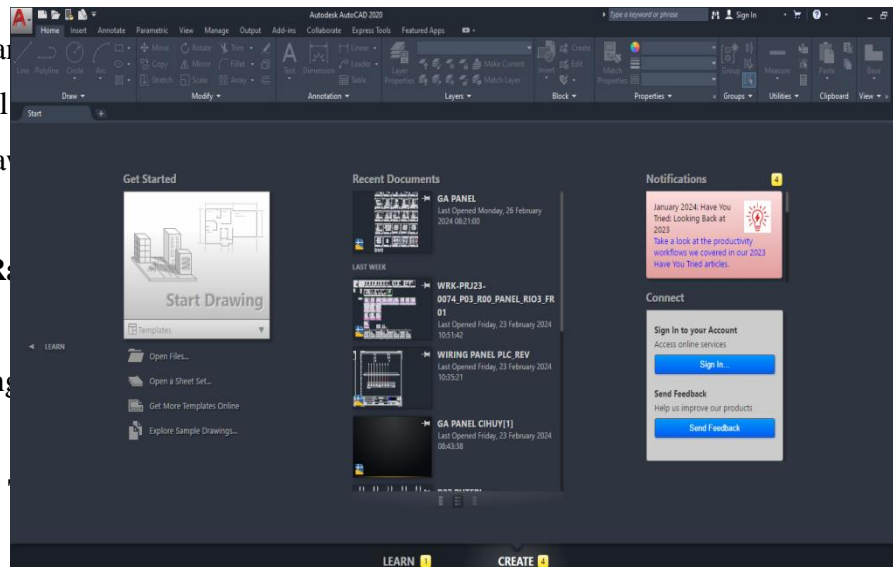 Autodesk AutoCAD 2020
Type a keyword or phrase
Sign In
Home Insert Annotate Parametric View Manage Output Add-ins Collaborate Express Tools Featured Apps
Line Polyline Circle Arc
Move Rotate Trim
Copy Mirror Fillet
Stretch Scale Array
Text Dimension
Linear
Leader
Table
Layer Properties
Make Current
Match Layer
Insert
Create
Edit
Match Properties
Group
Measure
Paste
Base
Draw Modify Annotation Layers Block Properties Groups Utilities Clipboard View
Start
Get Started
Start Drawing
Templates
Open Files...
Open a Sheet Set...
Get More Templates Online
Explore Sample Drawings...
LEARN
Recent Documents
GA PANEL
Last Opened Monday, 26 February
2024 08:21:00
LAST WEEK
WRK-PRJ23-
0074_P03_R00_PANEL_RIO3_FR
01
Last Opened Friday, 23 February 2024
10:51:42
WIRING PANEL PLC_REV
Last Opened Friday, 23 February 2024
10:35:21
GA PANEL CIHUY[1]
Last Opened Friday, 23 February 2024
08:43:38
Notifications
4
January 2024: Have You
Tried: Looking Back at
2023
Take a look at the productivity
workflows we covered in our 2023
Have You Tried articles.
Connect
Sign In to your Account
Access online services
Sign In...
Send Feedback
Help us improve our products
Send Feedback
LEARN 1
CREATE 4